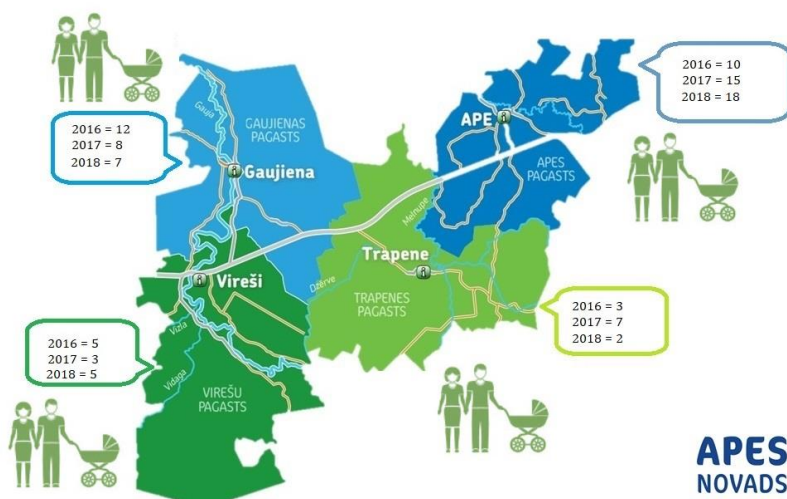 2016 = 10
2017 = 15
2018 = 18
2016 = 12
2017 = 8
2018 = 7
GAUJIENAS
PAGASTS
Gauja
Gaujiena
APE
APES
PAGASTS
Melnupe
Vireši
Trapene
Dzērve
TRAPENES
PAGASTS
2016 = 3
2017 = 7
2018 = 2
2016 = 5
2017 = 3
2018 = 5
Vizla
Vidaga
VIREŠU
PAGASTS
APES
NOVADS